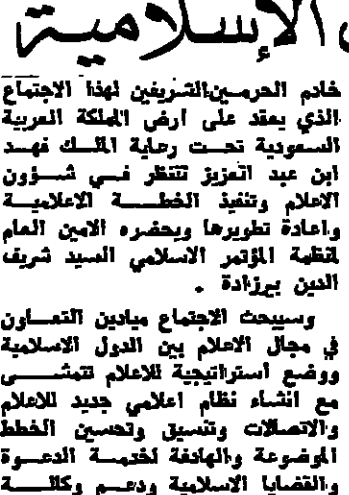 الإسلامية
خادم الحرمين الشريفين لهذا الاجتماع
الذي يعقد على ارض المملكة العربية
السعودية تحت رعاية الملك فهد
ابن عبد العزيز تنتظر في شؤون
الاعلام وتنفيذ الخطة الاعلامية
واعادة تطويرها ويحضره الامين العام
لمنظمة المؤتمر الاسلامي السيد شريف
الدين بيرزادة .
وسيبحث الاجتماع ميادين التعاون
في مجال الاعلام بين الدول الاسلامية
ووضع استراتيجية للاعلام تتمشى
مع انشاء نظام اعلامي جديد للاعلام
والاتصالات وتنسيق وتحسين الخطط
الموضوعة والهادفة لخدمة الدعوة
والقضايا الاسلامية ودعم وكالة